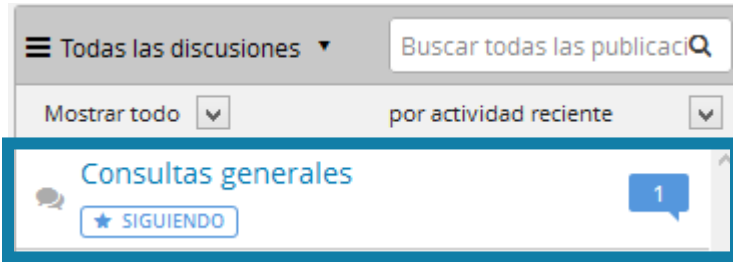 Todas las discusiones
Buscar todas las publicaci
Mostrar todo
por actividad reciente
Consultas generales
1
SIGUIENDO